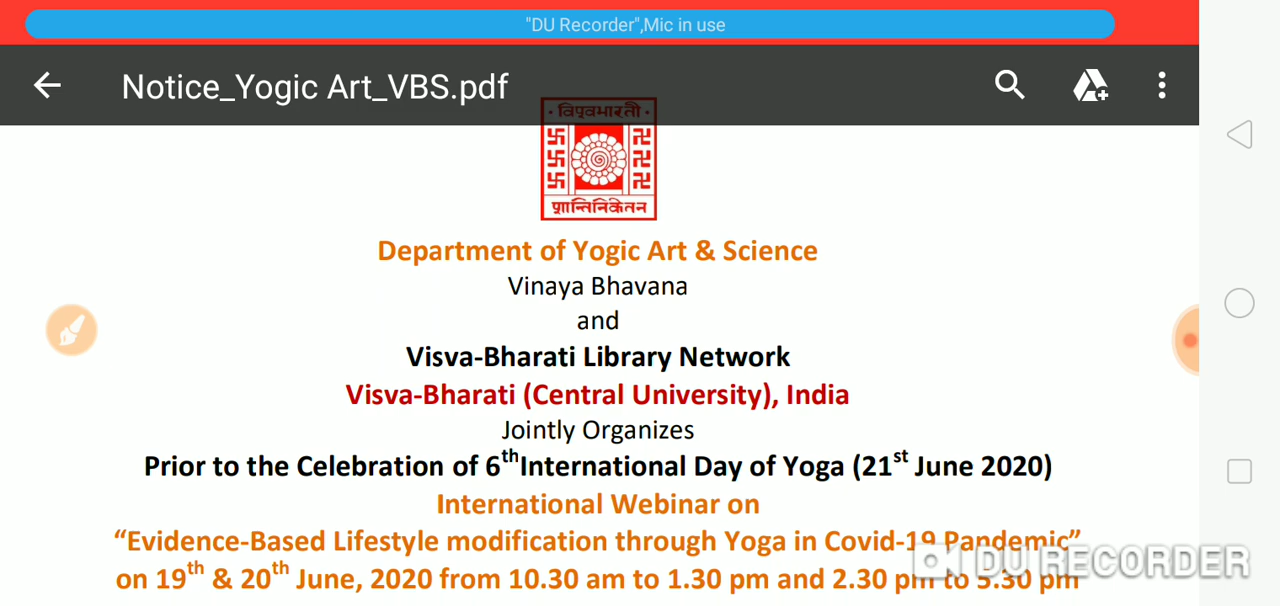 "DU Recorder",Mic in use
Notice_Yogic Art_VBS.pdf
विश्वभारती
शान्तिनिकेतन
Department of Yogic Art & Science
Vinaya Bhavana
and
Visva-Bharati Library Network
Visva-Bharati (Central University), India
Jointly Organizes
Prior to the Celebration of 6th International Day of Yoga (21st June 2020)
International Webinar on
“Evidence-Based Lifestyle modification through Yoga in Covid-19 Pandemic”
on 19th & 20th June, 2020 from 10.30 am to 1.30 pm and 2.30 pm to 5.30 pm
DU RECORDER